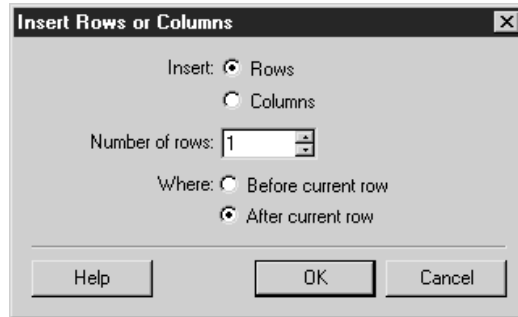 Insert Rows or Columns
Insert: Rows
Columns
Number of rows: 1
Where: Before current row
After current row
Help OK Cancel